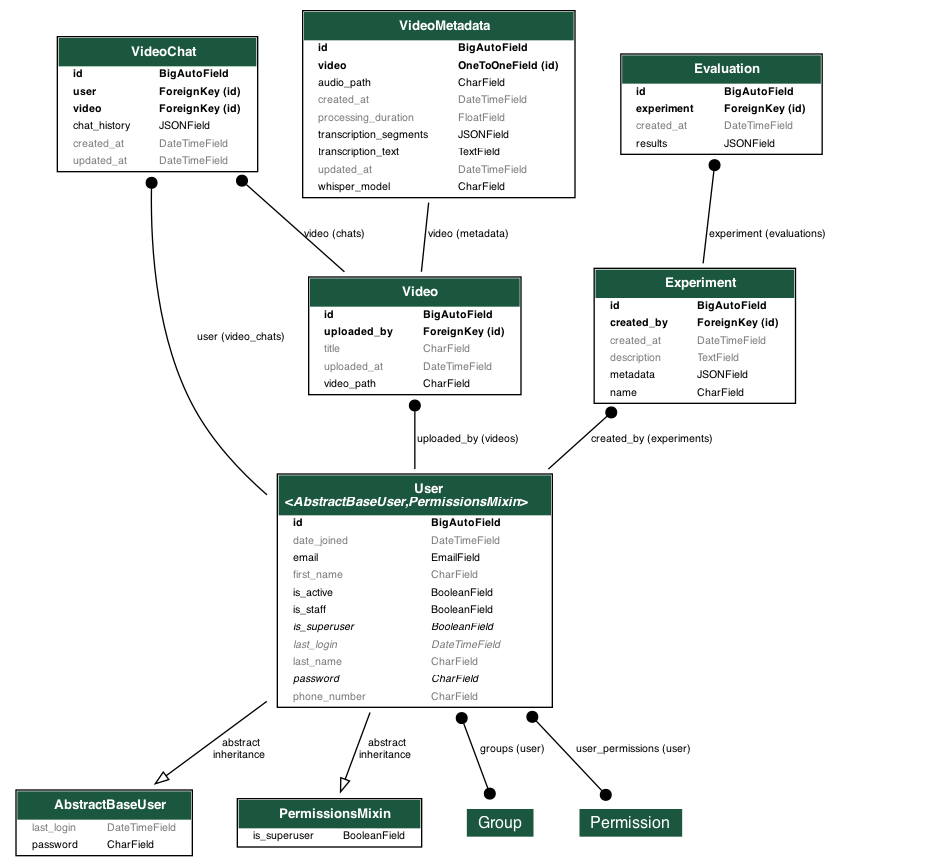 VideoChat
id BigAutoField
user ForeignKey (id)
video ForeignKey (id)
chat_history JSONField
created_at DateTimeField
updated_at DateTimeField
VideoMetadata
id BigAutoField
video OneToOneField (id)
audio_path CharField
created_at DateTimeField
processing_duration FloatField
transcription_segments JSONField
transcription_text TextField
updated_at DateTimeField
whisper_model CharField
Evaluation
id BigAutoField
experiment ForeignKey (id)
created_at DateTimeField
results JSONField
video (chats)
video (metadata)
experiment (evaluations)
Video
id BigAutoField
uploaded_by ForeignKey (id)
title CharField
uploaded_at DateTimeField
video_path CharField
Experiment
id BigAutoField
created_by ForeignKey (id)
created_at DateTimeField
description TextField
metadata JSONField
name CharField
user (video_chats)
uploaded_by (videos)
created_by (experiments)
User
<AbstractBaseUser,PermissionsMixin>
id BigAutoField
date_joined DateTimeField
email EmailField
first_name CharField
is_active BooleanField
is_staff BooleanField
is_superuser BooleanField
last_login DateTimeField
last_name CharField
password CharField
phone_number CharField
abstract
inheritance
abstract
inheritance
groups (user)
user_permissions (user)
AbstractBaseUser
last_login DateTimeField
password CharField
PermissionsMixin
is_superuser BooleanField
Group
Permission